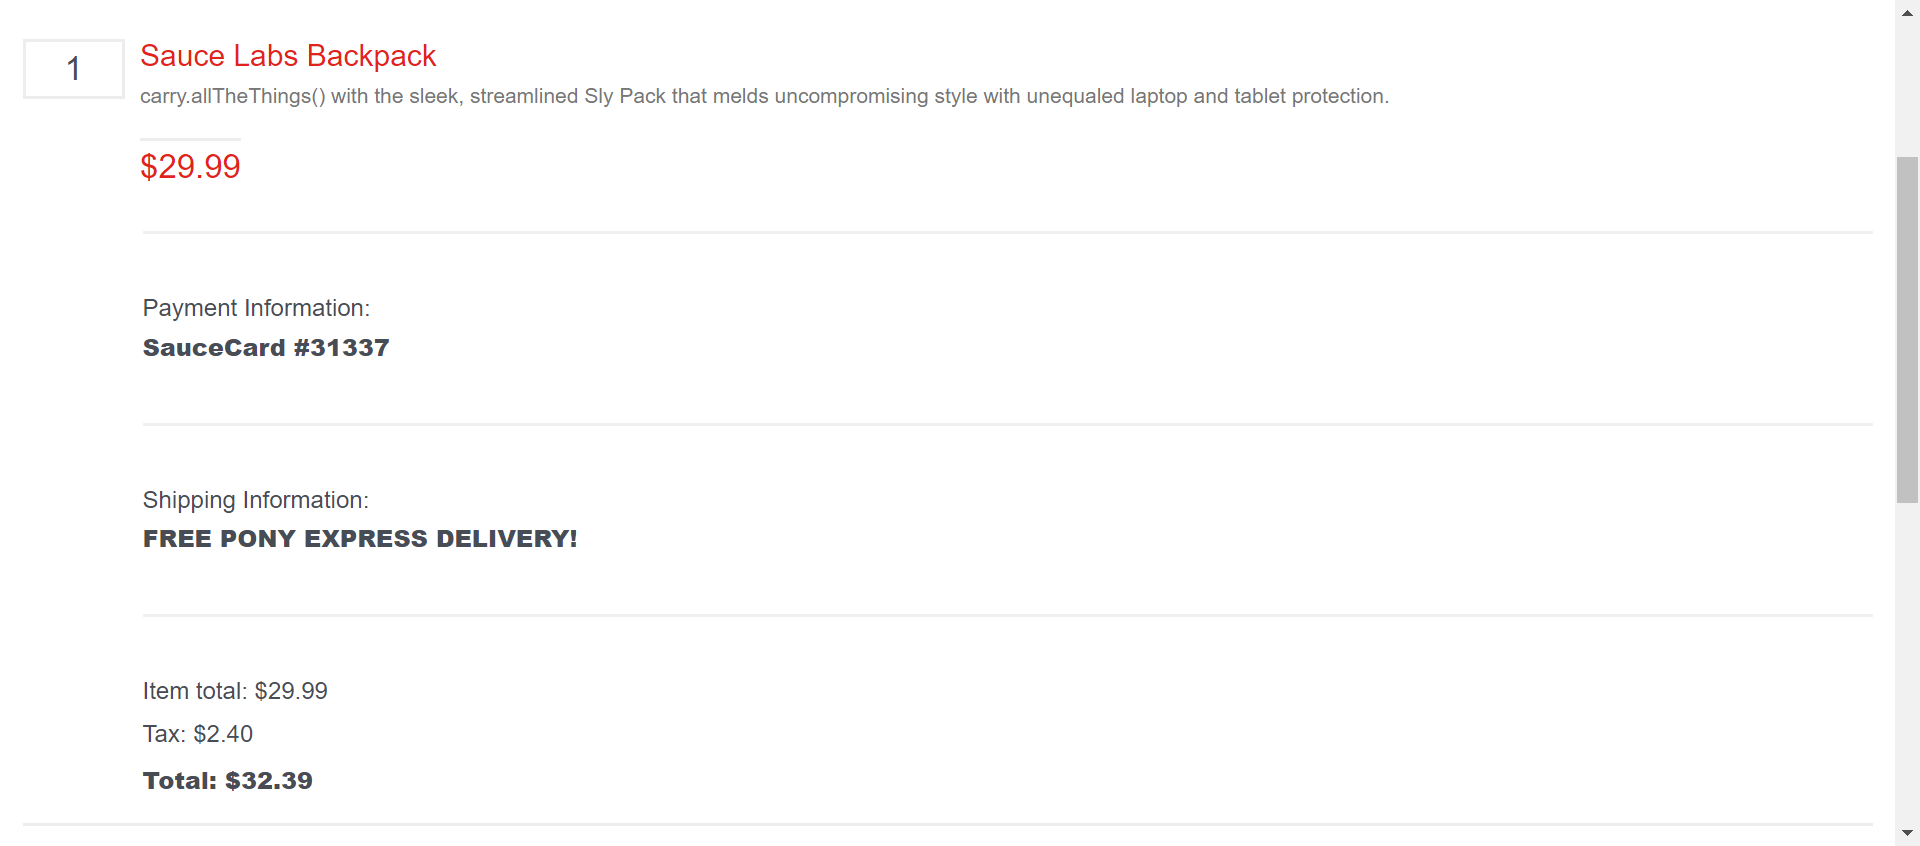 1
Sauce Labs Backpack
carry.allTheThings() with the sleek, streamlined Sly Pack that melds uncompromising style with unequaled laptop and tablet protection.
$29.99
Payment Information:
SauceCard #31337
Shipping Information:
FREE PONY EXPRESS DELIVERY!
Item total: $29.99
Tax: $2.40
Total: $32.39